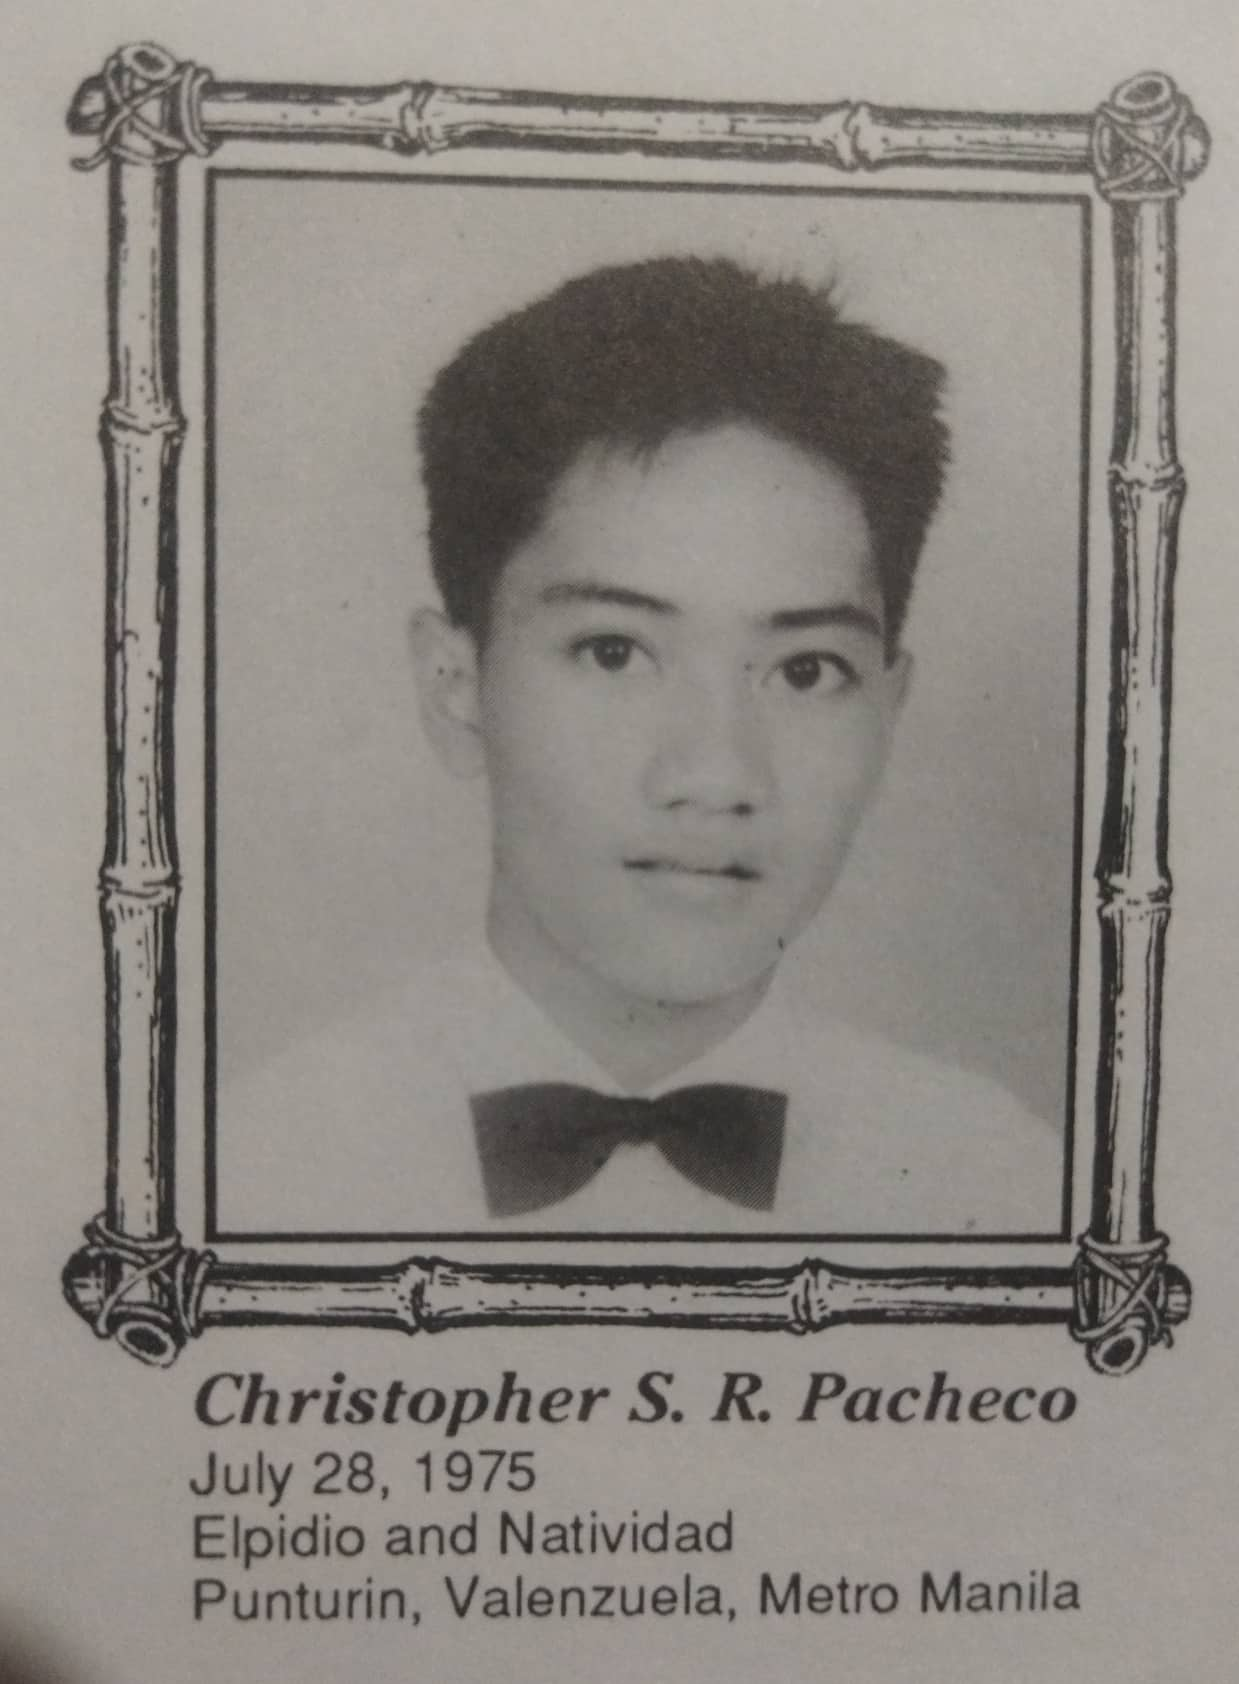 Christopher S. R. Pacheco
July 28, 1975
Elpidio and Natividad
Punturin, Valenzuela, Metro Manila